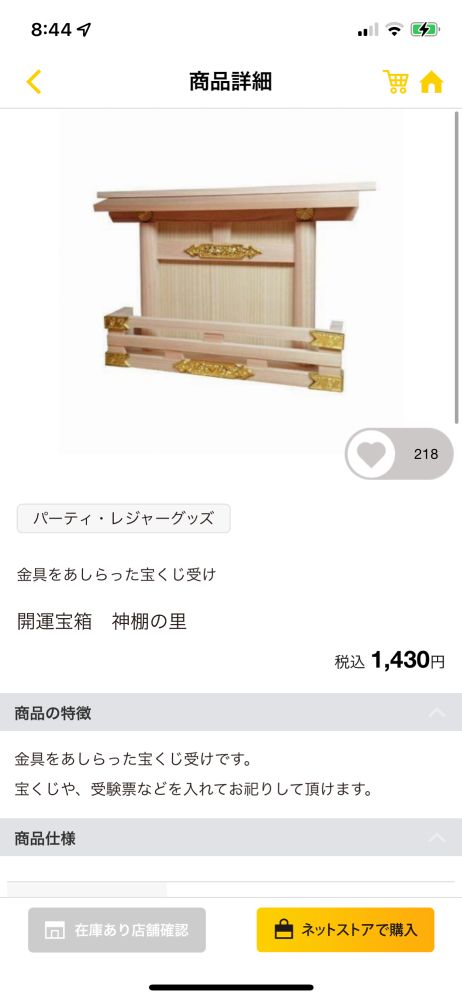 8:44
商品詳細
218
パーティ・レジャーグッズ
金具をあしらった宝くじ受け
開運宝箱　神棚の里
税込 1,430円
商品の特徴
金具をあしらった宝くじ受けです。
宝くじや、受験票などを入れてお祀りして頂けます。
商品仕様
在庫あり店舗確認
ネットストアで購入